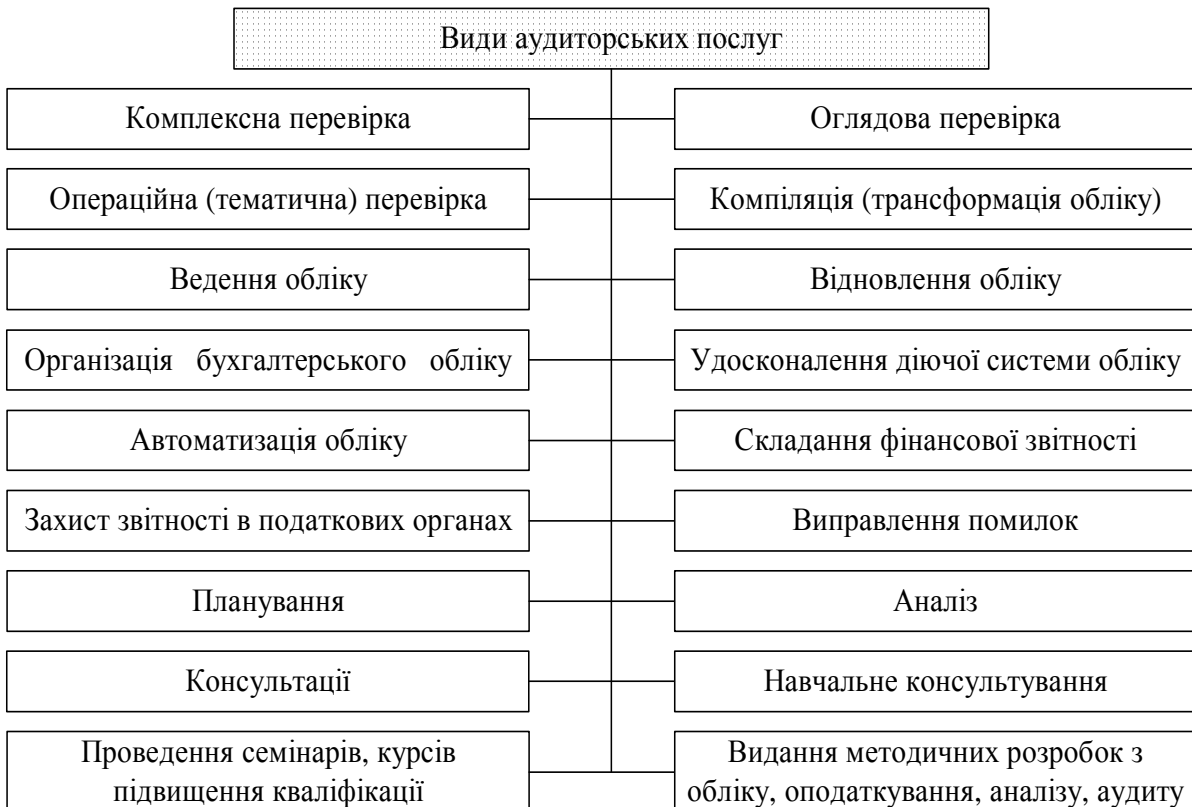 Види аудиторських послуг
Комплексна перевірка
Оглядова перевірка
Операційна (тематична) перевірка
Компіляція (трансформація обліку)
Ведення обліку
Відновлення обліку
Організація бухгалтерського обліку
Удосконалення діючої системи обліку
Автоматизація обліку
Складання фінансової звітності
Захист звітності в податкових органах
Виправлення помилок
Планування
Аналіз
Консультації
Навчальне консультування
Проведення семінарів, курсів
підвищення кваліфікації
Видання методичних розробок з
обліку, оподаткування, аналізу, аудиту